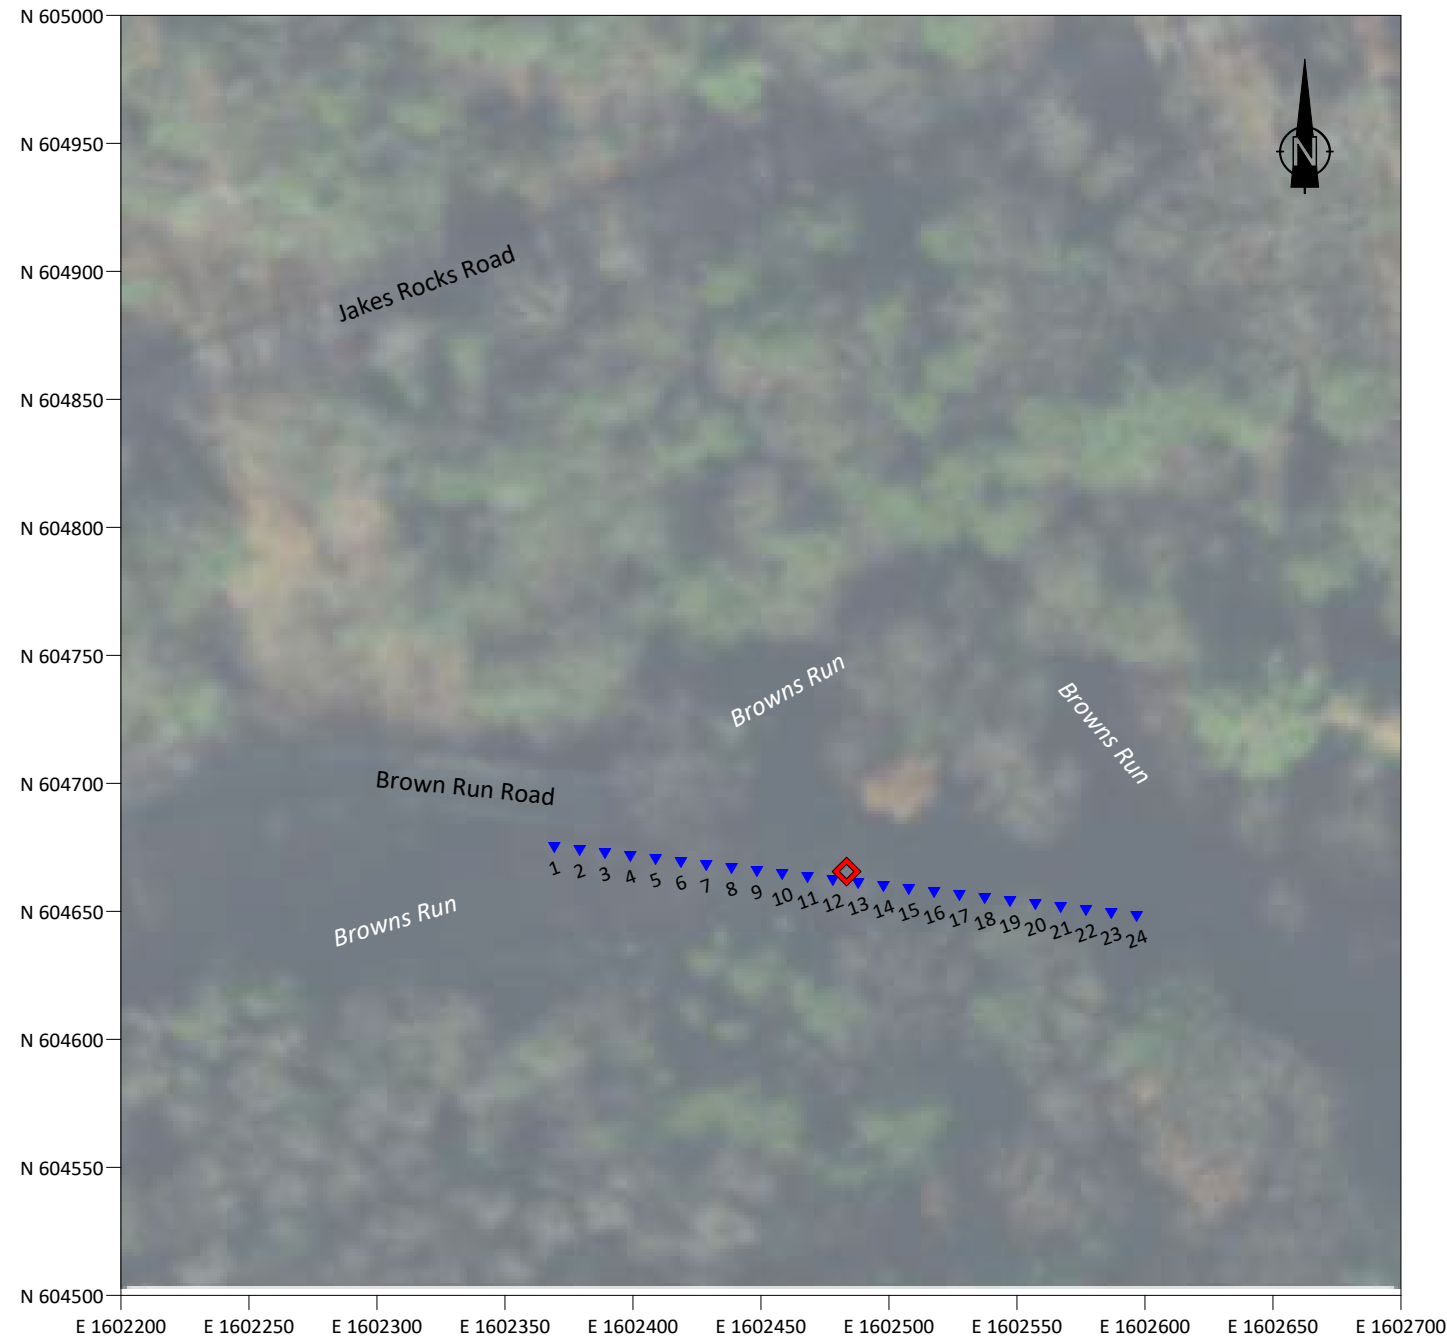 N 605000
N 604950
N
N 604900
Jakes Rocks Road
N 604850
N 604800
N 604750
Browns Run
Browns Run
N 604700
Brown Run Road
1 2 3 4 5 6 7 8 9 10 11 12 13 14 15 16 17 18 19 20 21 22 23 24
N 604650
Browns Run
N 604600
N 604550
N 604500
E 1602200 E 1602250 E 1602300 E 1602350 E 1602400 E 1602450 E 1602500 E 1602550 E 1602600 E 1602650 E 1602700